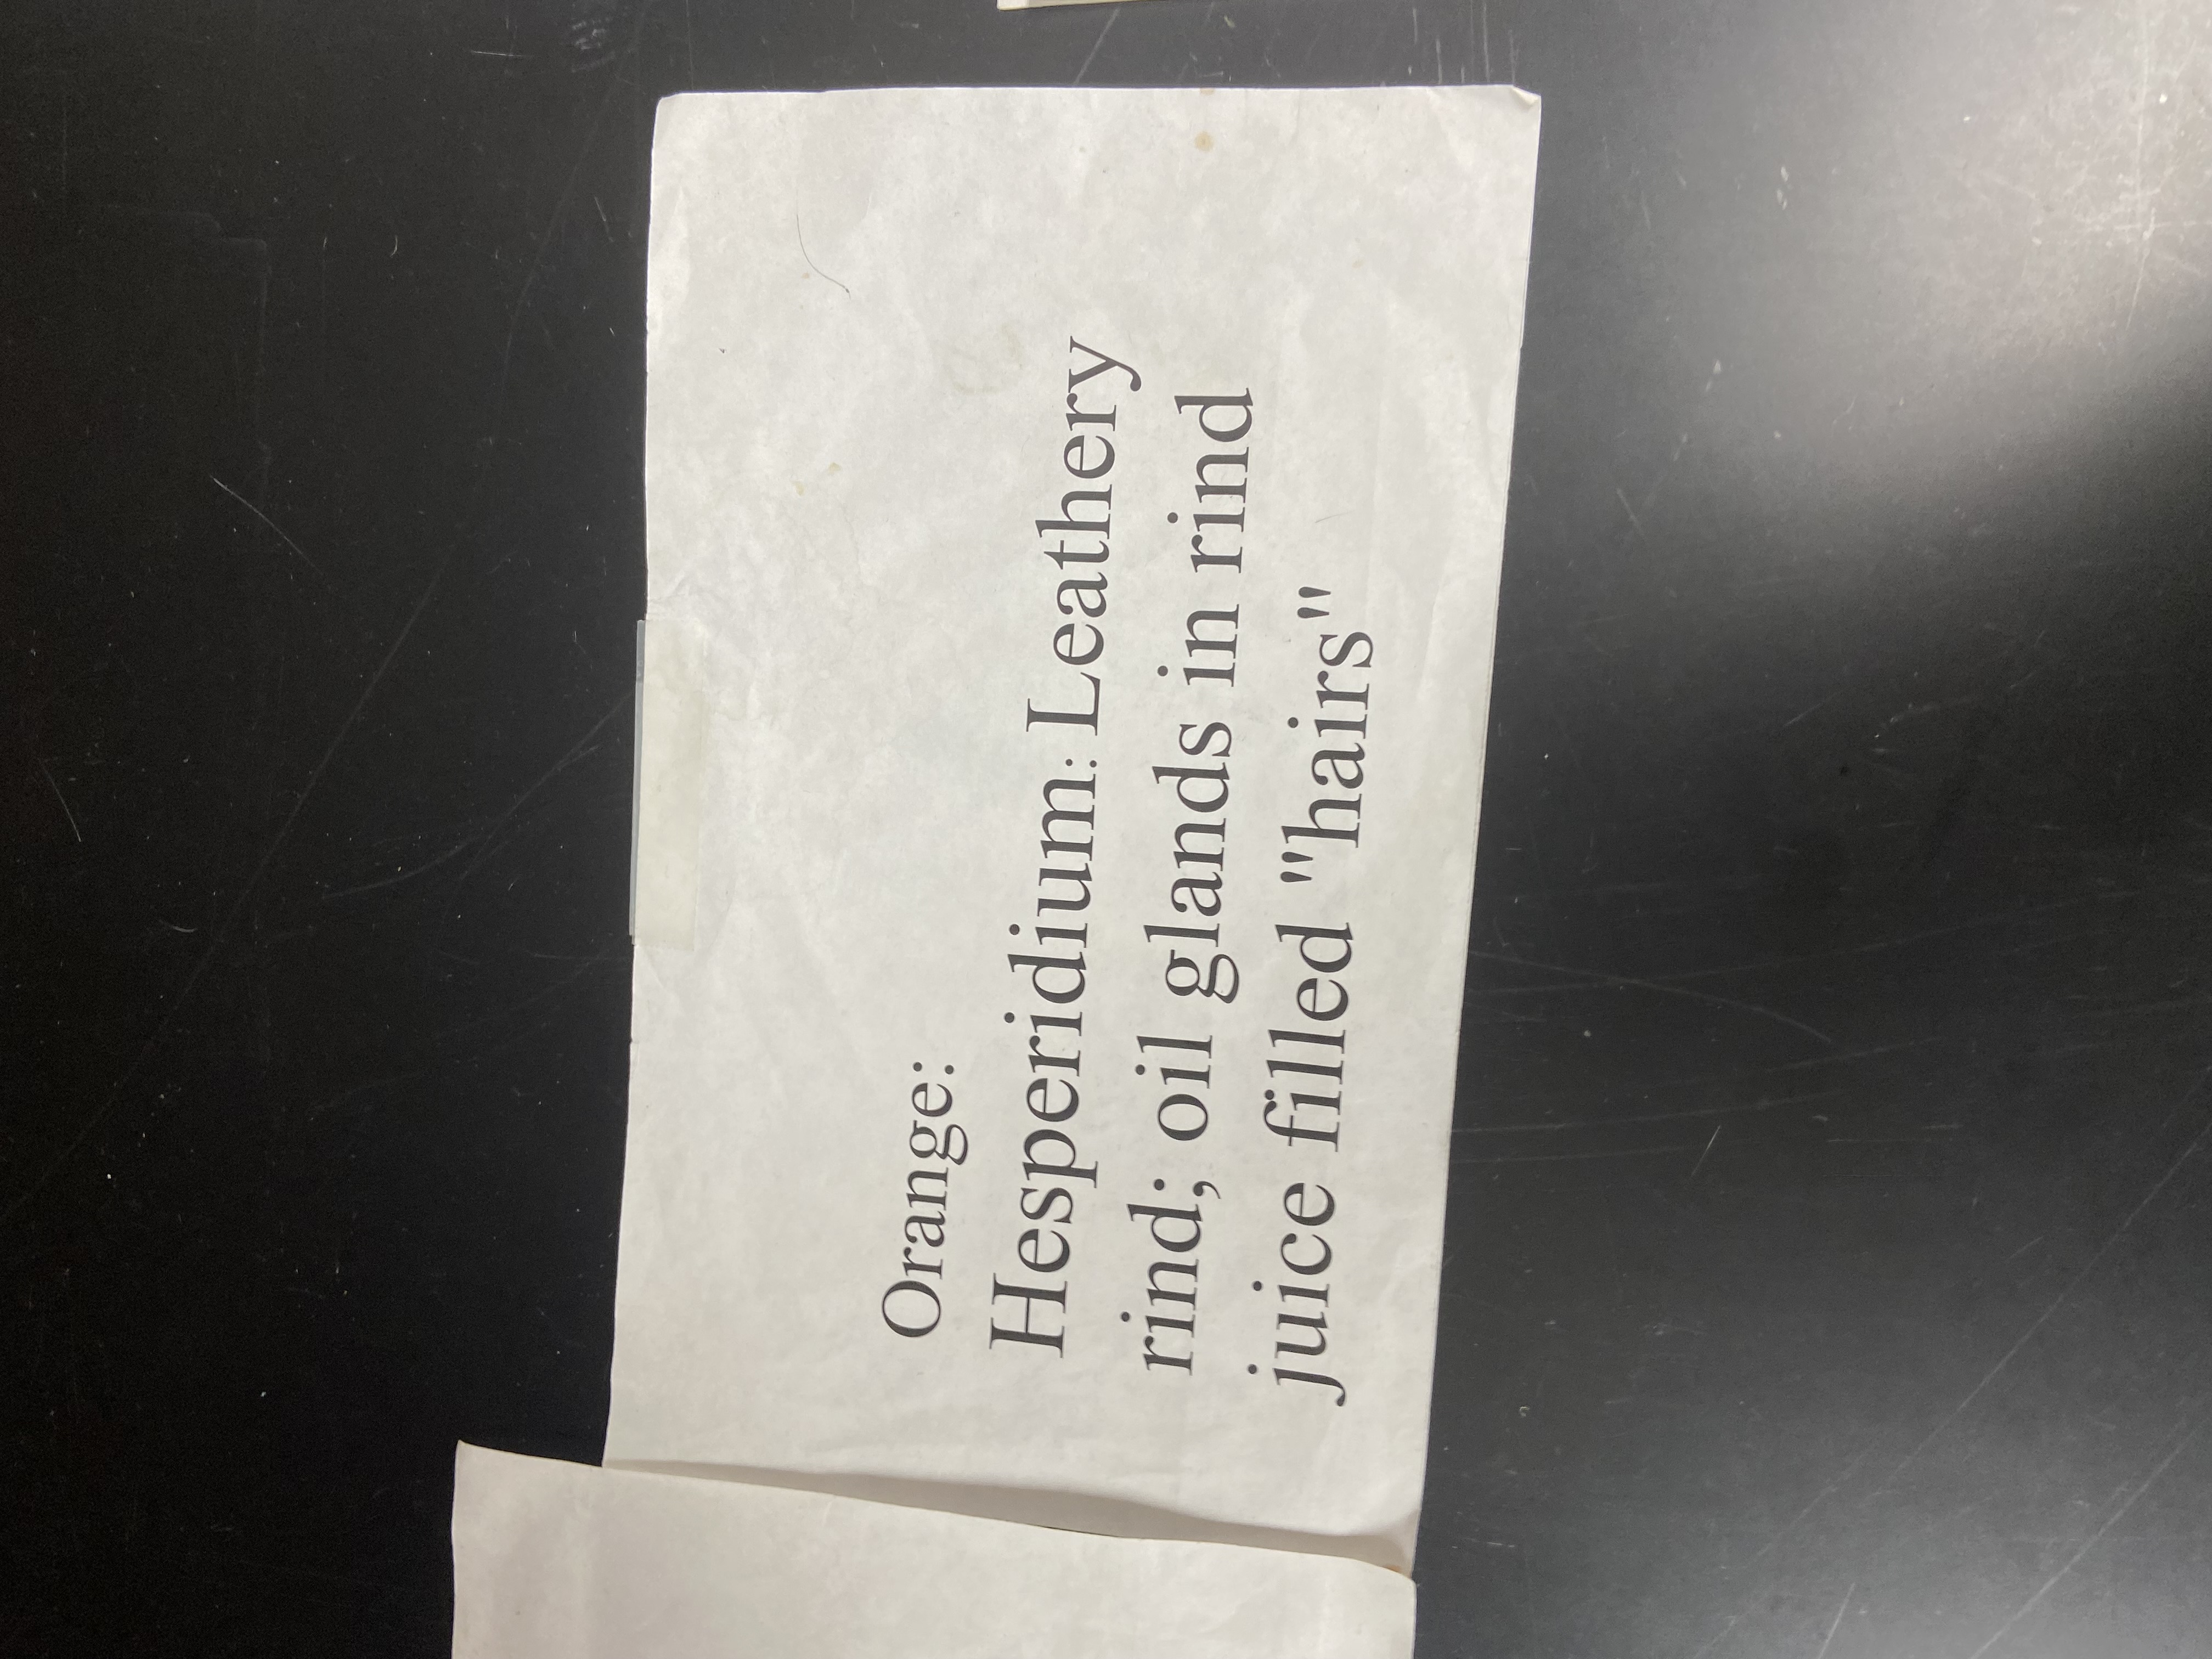 Orange:
Hesperidium: Leathery
rind; oil glands in rind
juice filled "hairs"